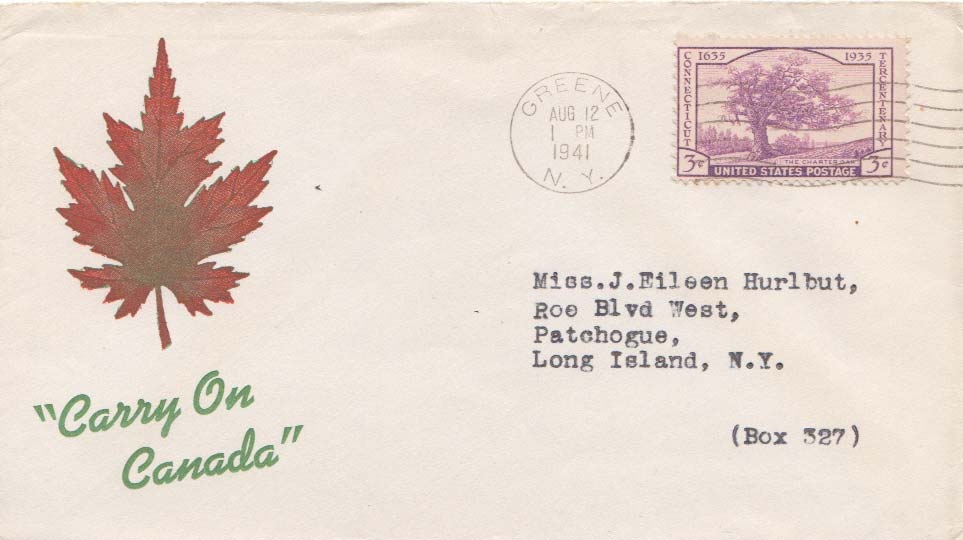 GREENE
AUG 12
1 PM
1941
N. Y.
1635 1935
CONNECTICUT
TERCENTENARY
THE CHARTER OAK
3¢ 3¢
UNITED STATES POSTAGE
Miss.J.Eileen Hurlbut,
Roe Blvd West,
Patchogue,
Long Island, N.Y.
(Box 327)
"Carry On
Canada"